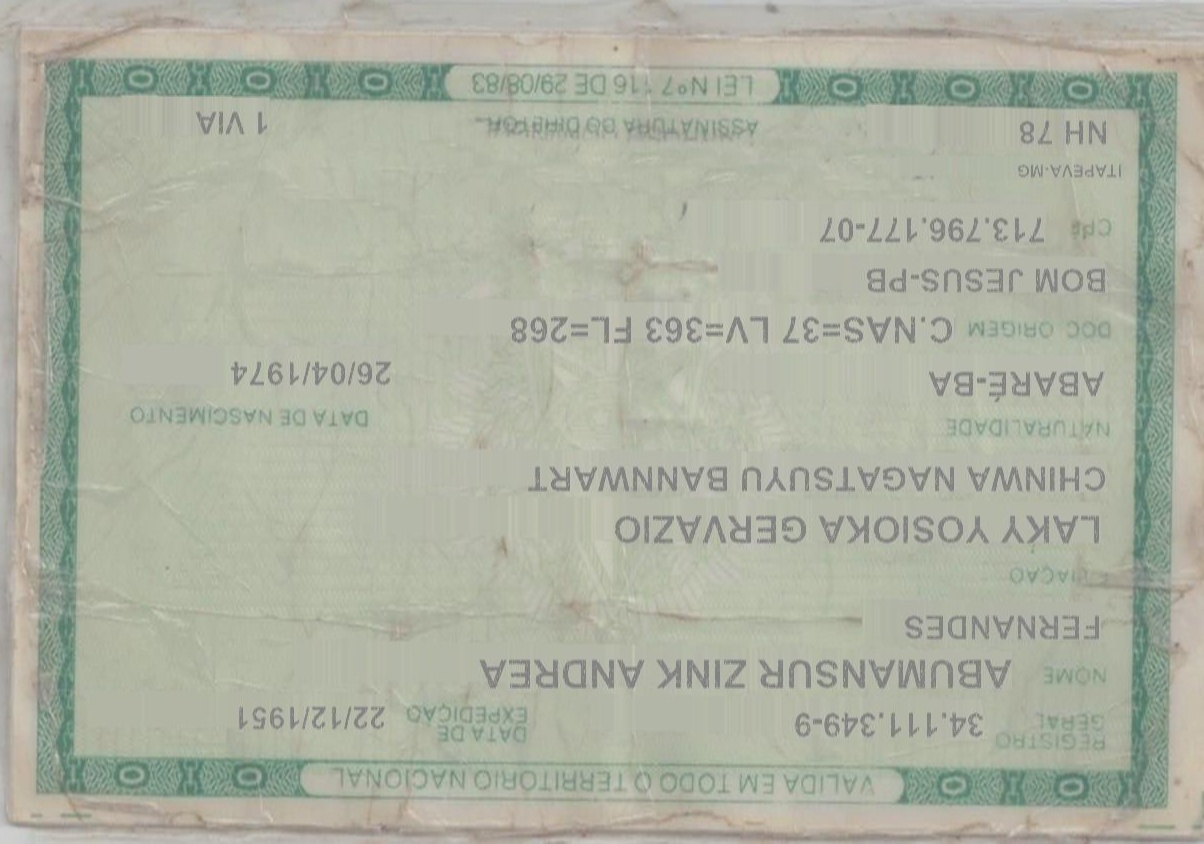 VALIDA EM TODO O TERRITORIO NACIONAL
REGISTRO GERAL 34.111.349-9 DATA DE EXPEDIÇÃO 22/12/1951
NOME ABUMANSUR ZINK ANDREA
FERNANDES
FILIAÇÃO
LAKY YOSIOKA GERVAZIO
CHINWA NAGATSUYU BANNWART
NATURALIDADE DATA DE NASCIMENTO
ABARÉ-BA 26/04/1974
DOC ORIGEM C.NAS=37 LV=363 FL=268
BOM JESUS-PB
CPF 713.796.177-07
ITAPEVA-MG
NH 78 ASSINATURA DO DIRETOR 1 VIA
LEI Nº 7.116 DE 29/08/83